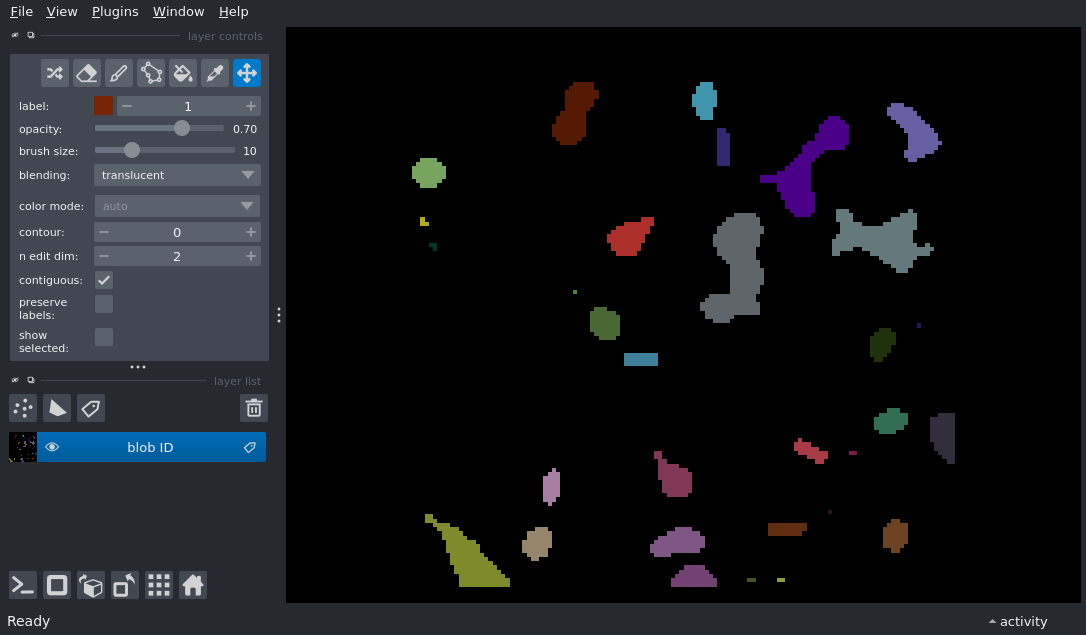 File View Plugins Window Help
layer controls
label: 1
opacity: 0.70
brush size: 10
blending: translucent
color mode: auto
contour: 0
n edit dim: 2
contiguous:
preserve
labels:
show
selected:
layer list
blob ID
Ready
activity